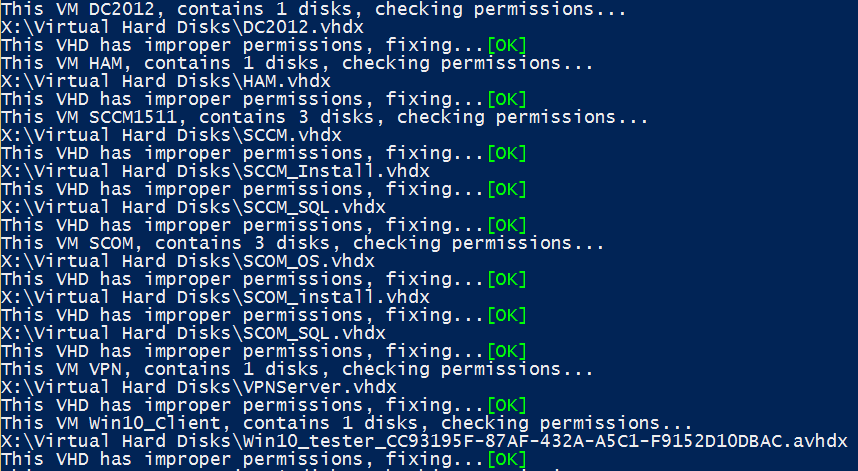 This VM DC2012, contains 1 disks, checking permissions...
X:\Virtual Hard Disks\DC2012.vhdx
This VHD has improper permissions, fixing...[OK]
This VM HAM, contains 1 disks, checking permissions...
X:\Virtual Hard Disks\HAM.vhdx
This VHD has improper permissions, fixing...[OK]
This VM SCCM1511, contains 3 disks, checking permissions...
X:\Virtual Hard Disks\SCCM.vhdx
This VHD has improper permissions, fixing...[OK]
X:\Virtual Hard Disks\SCCM_Install.vhdx
This VHD has improper permissions, fixing...[OK]
X:\Virtual Hard Disks\SCCM_SQL.vhdx
This VHD has improper permissions, fixing...[OK]
This VM SCOM, contains 3 disks, checking permissions...
X:\Virtual Hard Disks\SCOM_OS.vhdx
This VHD has improper permissions, fixing...[OK]
X:\Virtual Hard Disks\SCOM_install.vhdx
This VHD has improper permissions, fixing...[OK]
X:\Virtual Hard Disks\SCOM_SQL.vhdx
This VHD has improper permissions, fixing...[OK]
This VM VPN, contains 1 disks, checking permissions...
X:\Virtual Hard Disks\VPNServer.vhdx
This VHD has improper permissions, fixing...[OK]
This VM Win10_Client, contains 1 disks, checking permissions...
X:\Virtual Hard Disks\Win10_tester_CC93195F-87AF-432A-A5C1-F9152D10DBAC.avhdx
This VHD has improper permissions, fixing...[OK]